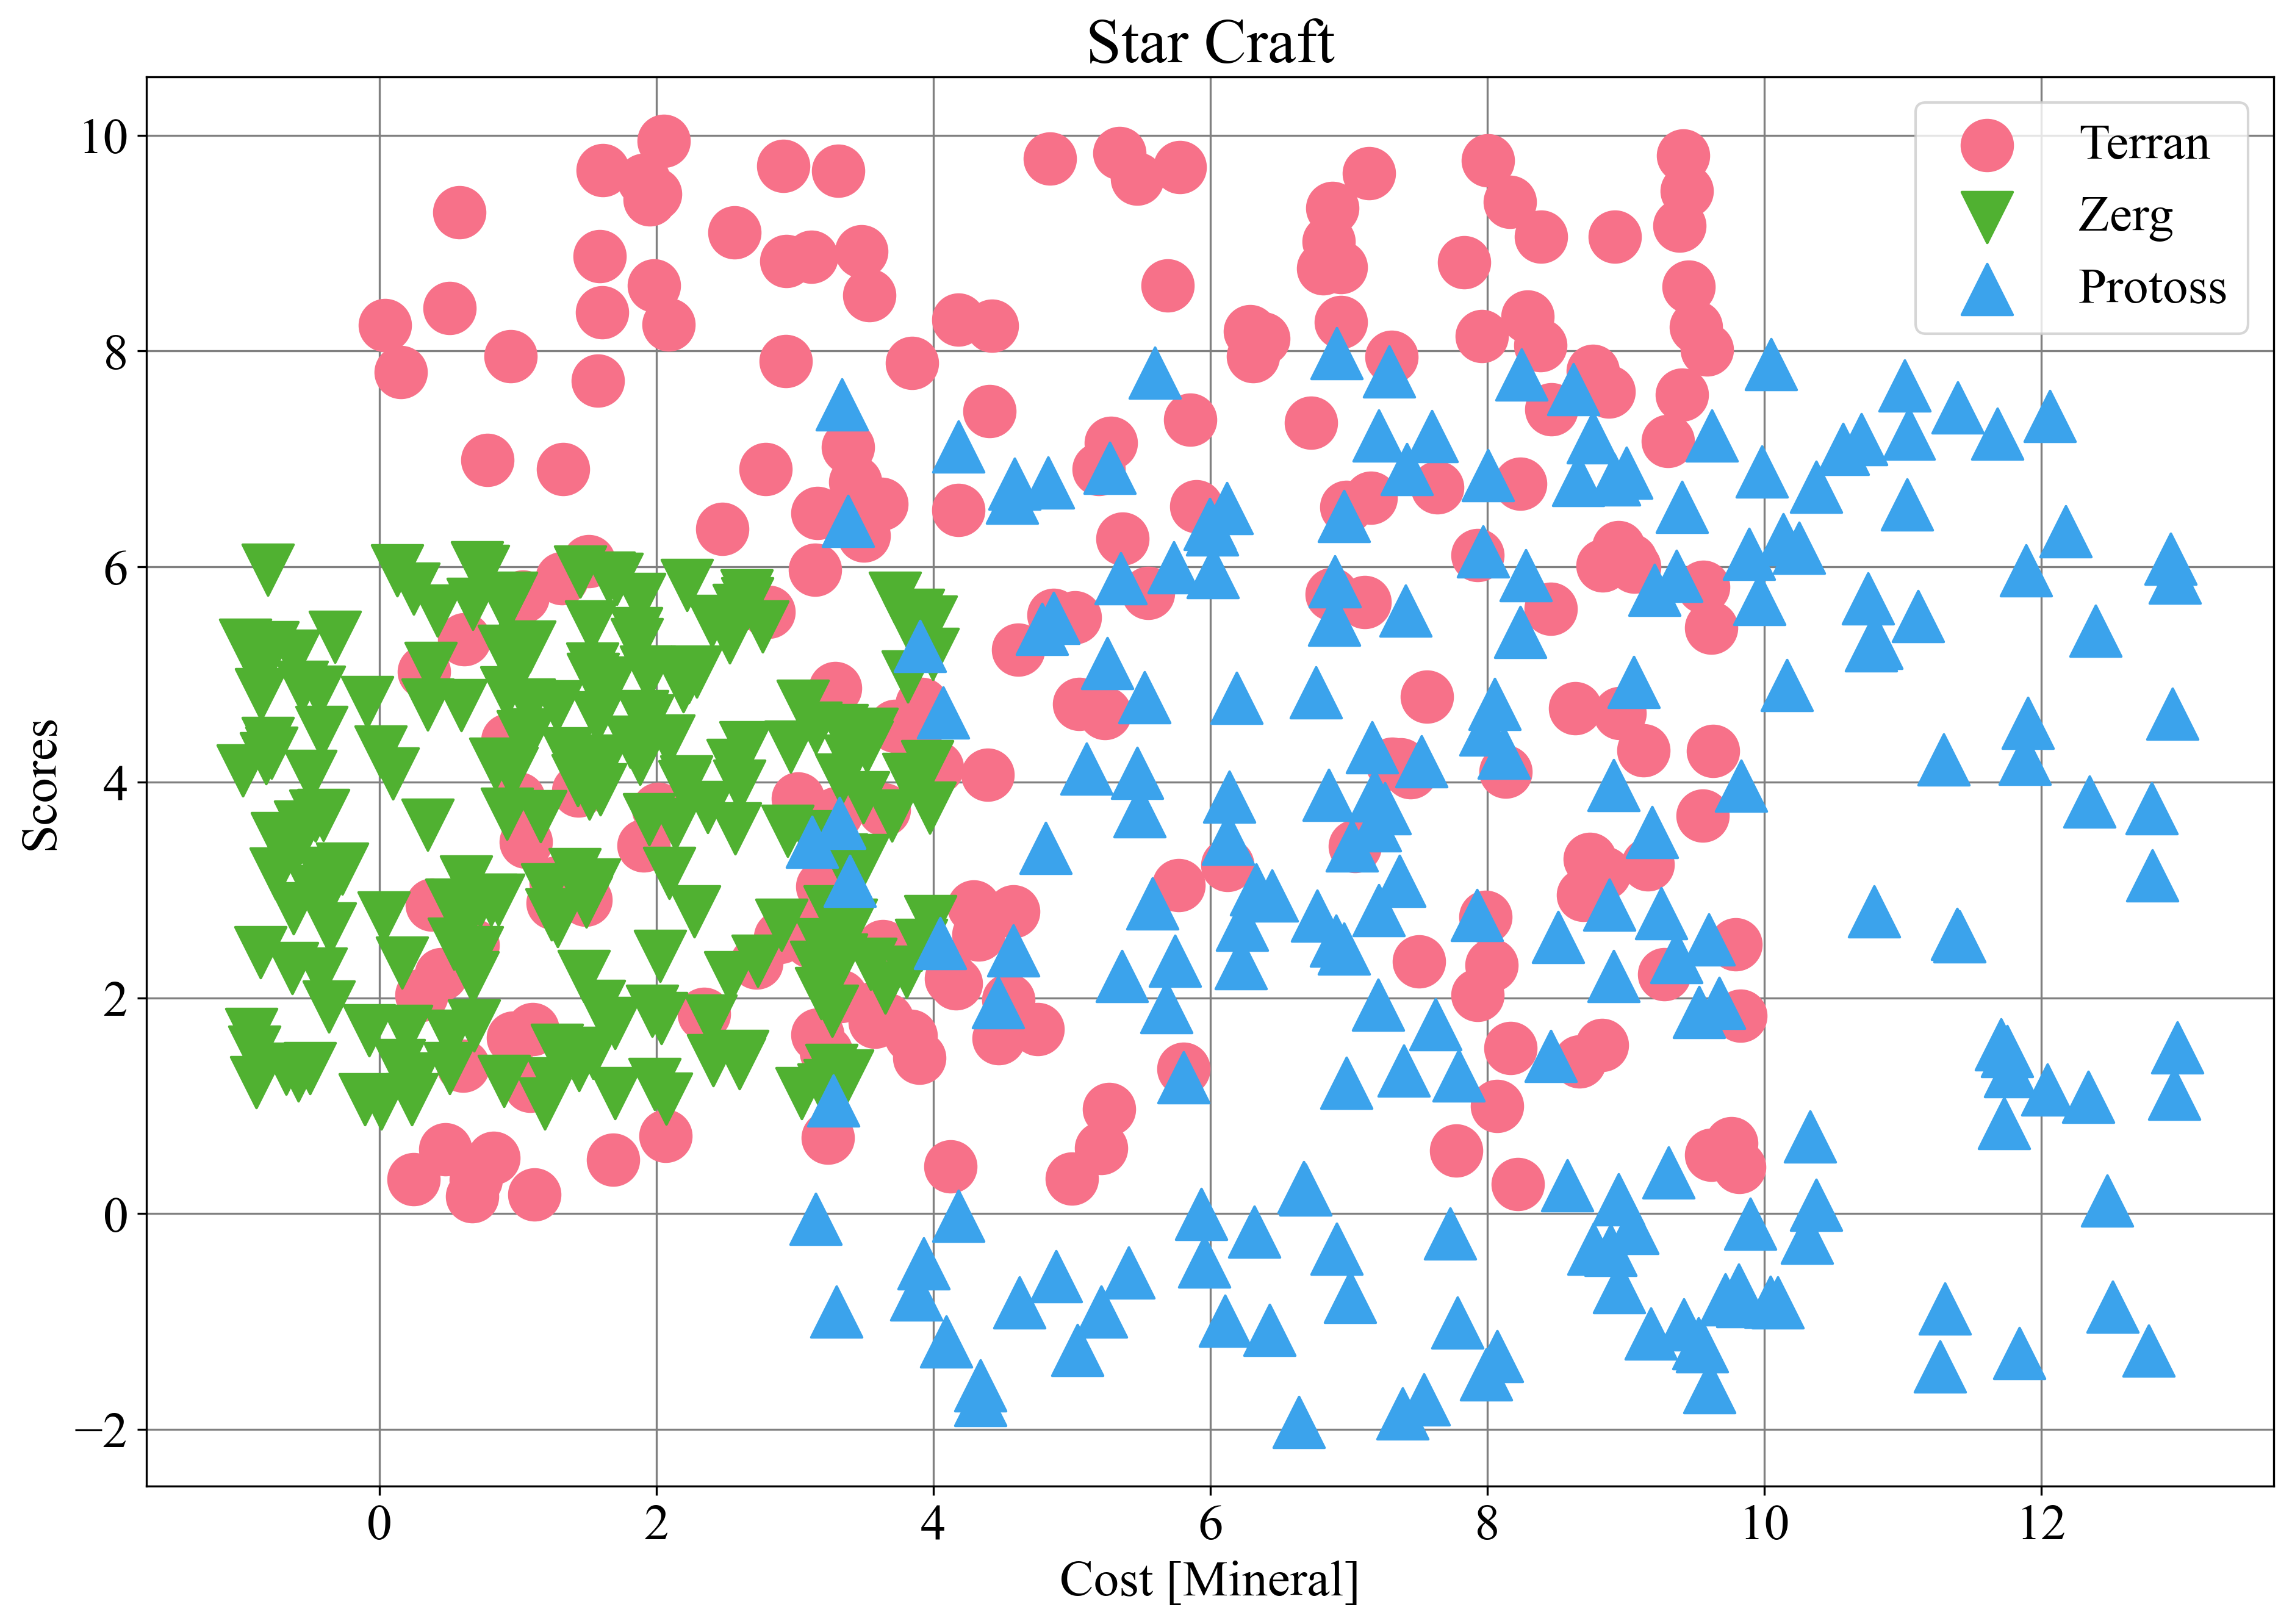 Star Craft
10
8
6
4
2
0
−2
Scores
0 2 4 6 8 10 12
Cost [Mineral]
Terran
Zerg
Protoss